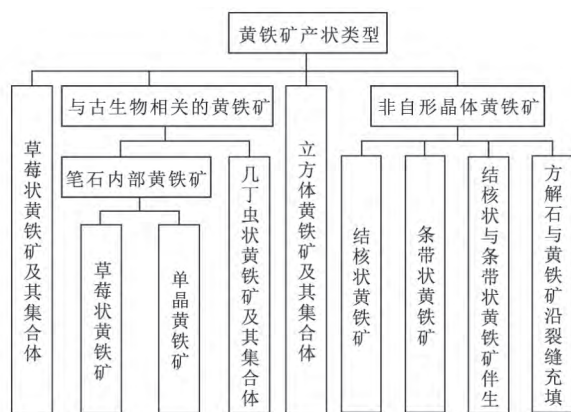 黄铁矿产状类型
草莓状黄铁矿及其集合体
与古生物相关的黄铁矿
笔石内部黄铁矿
草莓状黄铁矿
单晶黄铁矿
几丁虫状黄铁矿及其集合体
立方体黄铁矿及其集合体
非自形晶体黄铁矿
结核状黄铁矿
条带状黄铁矿
结核状与条带状黄铁矿伴生
方解石与黄铁矿沿裂缝充填